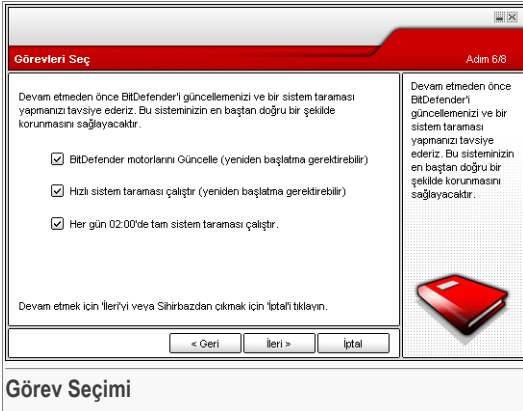 Görevleri Seç
Adım 6/8
Devam etmeden önce BitDefender'i güncellemenizi ve bir sistem taraması
yapmanızı tavsiye ederiz. Bu sisteminizin en baştan doğru bir şekilde
korunmasını sağlayacaktır.
BitDefender motorlarını Güncelle (yeniden başlatma gerektirebilir)
Hızlı sistem taraması çalıştır (yeniden başlatma gerektirebilir)
Her gün 02:00'de tam sistem taraması çalıştır.
Devam etmek için 'İleri'yi veya Sihirbazdan çıkmak için 'İptal'i tıklayın.
< Geri
İleri >
İptal
Devam etmeden önce
BitDefender'i
güncellemenizi ve bir
sistem taraması
yapmanızı tavsiye
ederiz. Bu sisteminizin
en baştan doğru bir
şekilde korunmasını
sağlayacaktır.
Görev Seçimi